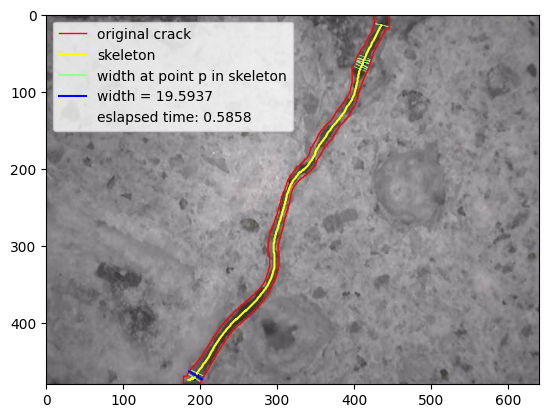 original crack
skeleton
width at point p in skeleton
width = 19.5937
eslapsed time: 0.5858
0
100
200
300
400
0 100 200 300 400 500 600